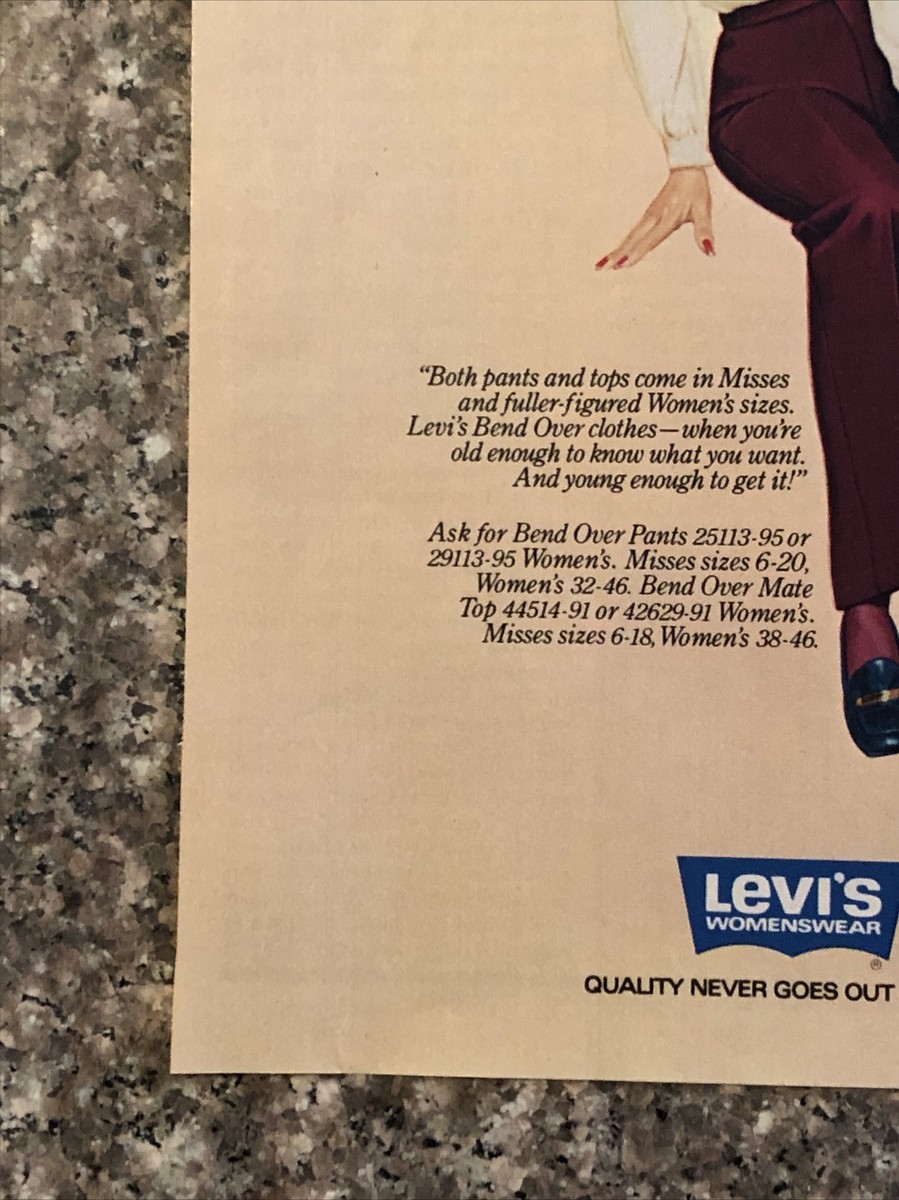 “Both pants and tops come in Misses
and fuller-figured Women's sizes.
Levi's Bend Over clothes—when you're
old enough to know what you want.
And young enough to get it!”
Ask for Bend Over Pants 25113-95 or
29113-95 Women's. Misses sizes 6-20,
Women's 32-46. Bend Over Mate
Top 44514-91 or 42629-91 Women's.
Misses sizes 6-18, Women's 38-46.
Levi's
WOMENSWEAR
®
QUALITY NEVER GOES OUT